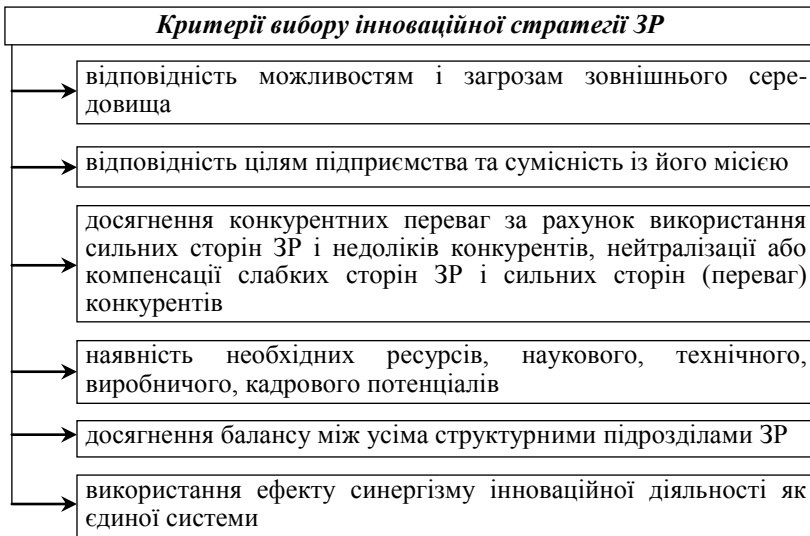 Критерії вибору інноваційної стратегії ЗР
відповідність можливостям і загрозам зовнішнього сере-
довища
відповідність цілям підприємства та сумісність із його місією
досягнення конкурентних переваг за рахунок використання
сильних сторін ЗР і недоліків конкурентів, нейтралізації або
компенсації слабких сторін ЗР і сильних сторін (переваг)
конкурентів
наявність необхідних ресурсів, наукового, технічного,
виробничого, кадрового потенціалів
досягнення балансу між усіма структурними підрозділами ЗР
використання ефекту синергізму інноваційної діяльності як
єдиної системи